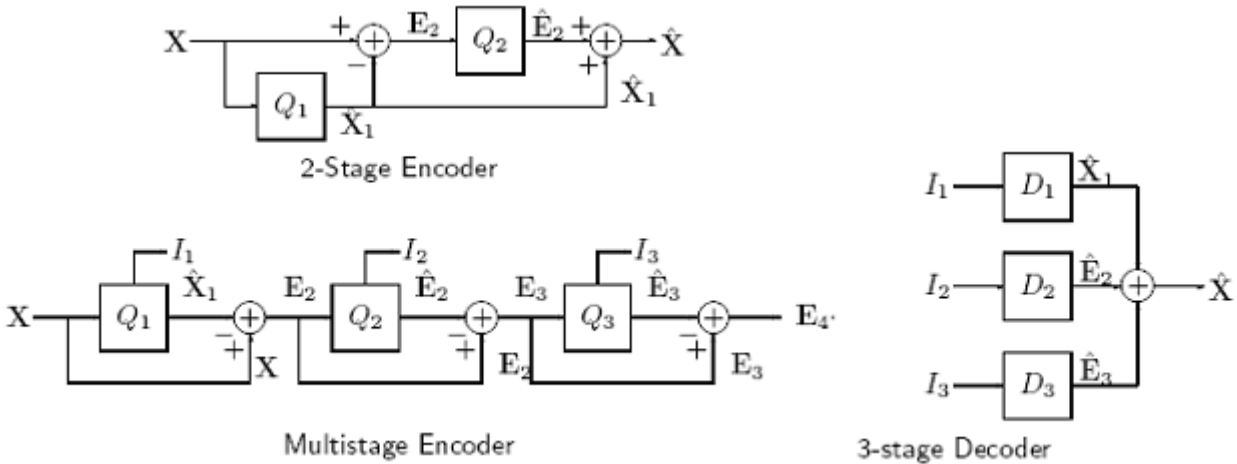 X + − + E₂ Q₂ Ê₂ + + + X̂
Q₁ X̂₁ X̂₁
2-Stage Encoder
I₁ I₂ I₃
X Q₁ X̂₁ − + + E₂ Q₂ Ê₂ − + + E₃ Q₃ Ê₃ − + + E₄.
X E₂ E₃
Multistage Encoder
I₁ D₁ X̂₁
I₂ D₂ Ê₂ + X̂
I₃ D₃ Ê₃
3-stage Decoder